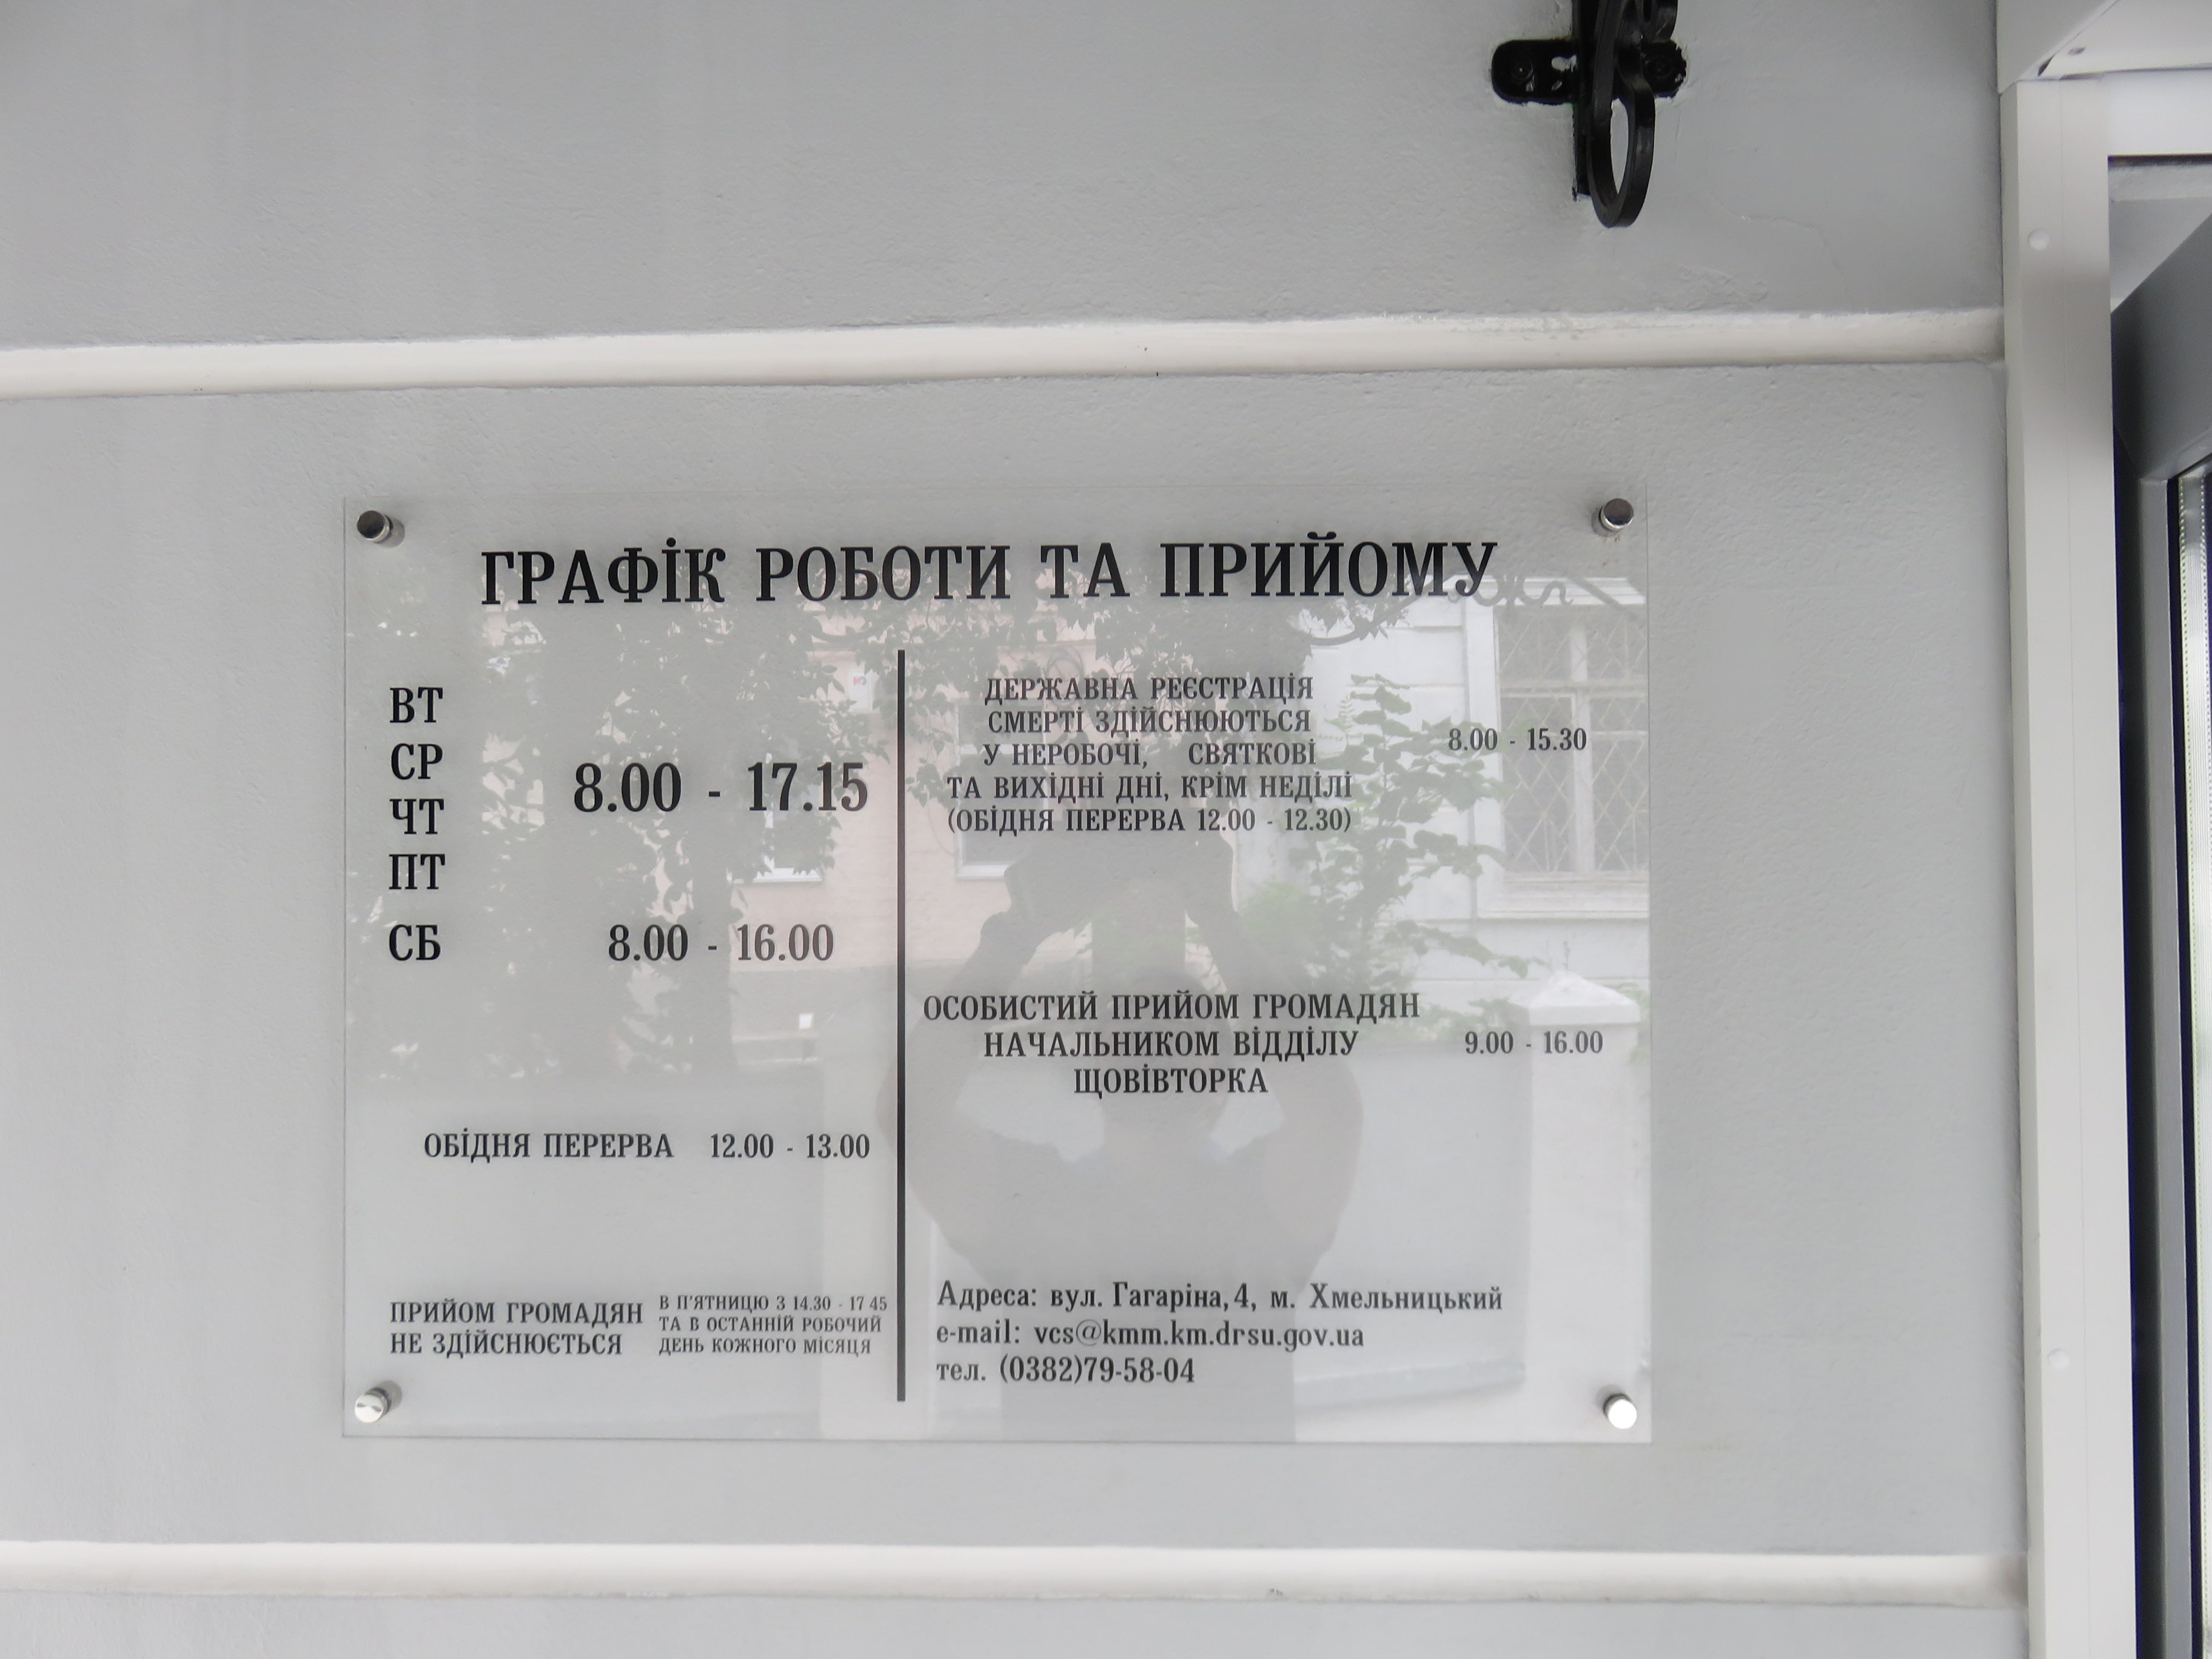 ГРАФІК РОБОТИ ТА ПРИЙОМУ
ВТ
СР
ЧТ
ПТ
8.00 - 17.15
СБ 8.00 - 16.00
ОБІДНЯ ПЕРЕРВА 12.00 - 13.00
ПРИЙОМ ГРОМАДЯН
НЕ ЗДІЙСНЮЄТЬСЯ
В П'ЯТНИЦЮ З 14.30 - 17 45
ТА В ОСТАННІЙ РОБОЧИЙ
ДЕНЬ КОЖНОГО МІСЯЦЯ
ДЕРЖАВНА РЕЄСТРАЦІЯ
СМЕРТІ ЗДІЙСНЮЮТЬСЯ
У НЕРОБОЧІ, СВЯТКОВІ
ТА ВИХІДНІ ДНІ, КРІМ НЕДІЛІ
(ОБІДНЯ ПЕРЕРВА 12.00 - 12.30)
8.00 - 15.30
ОСОБИСТИЙ ПРИЙОМ ГРОМАДЯН
НАЧАЛЬНИКОМ ВІДДІЛУ
ЩОВІВТОРКА
9.00 - 16.00
Адреса: вул. Гагаріна, 4, м. Хмельницький
e-mail: vcs@kmm.km.drsu.gov.ua
тел. (0382)79-58-04